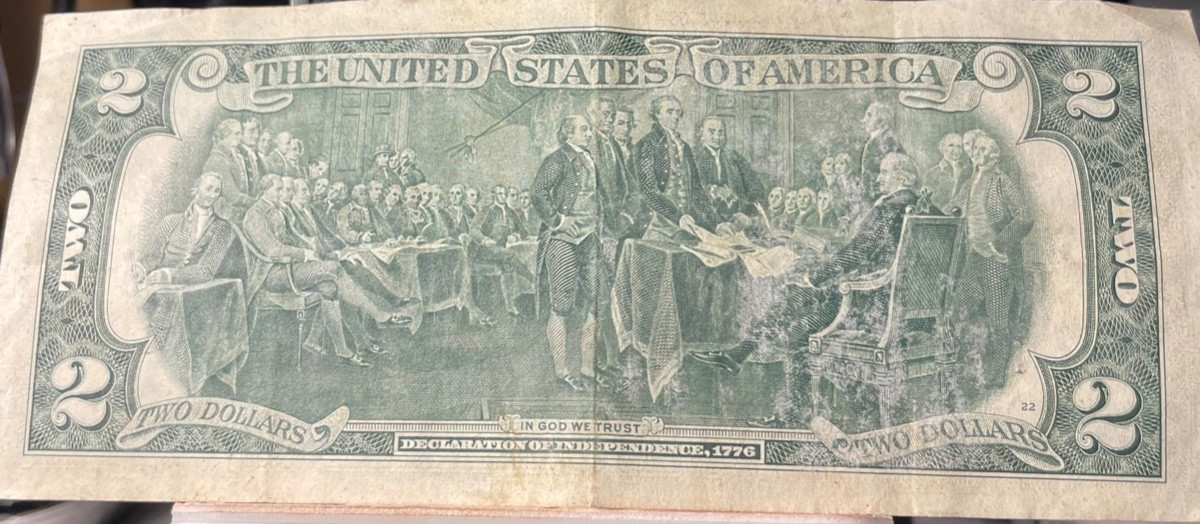 THE UNITED STATES OF AMERICA
2 2
TWO TWO
2 2
22
TWO DOLLARS TWO DOLLARS
IN GOD WE TRUST
DECLARATION OF INDEPENDENCE, 1776